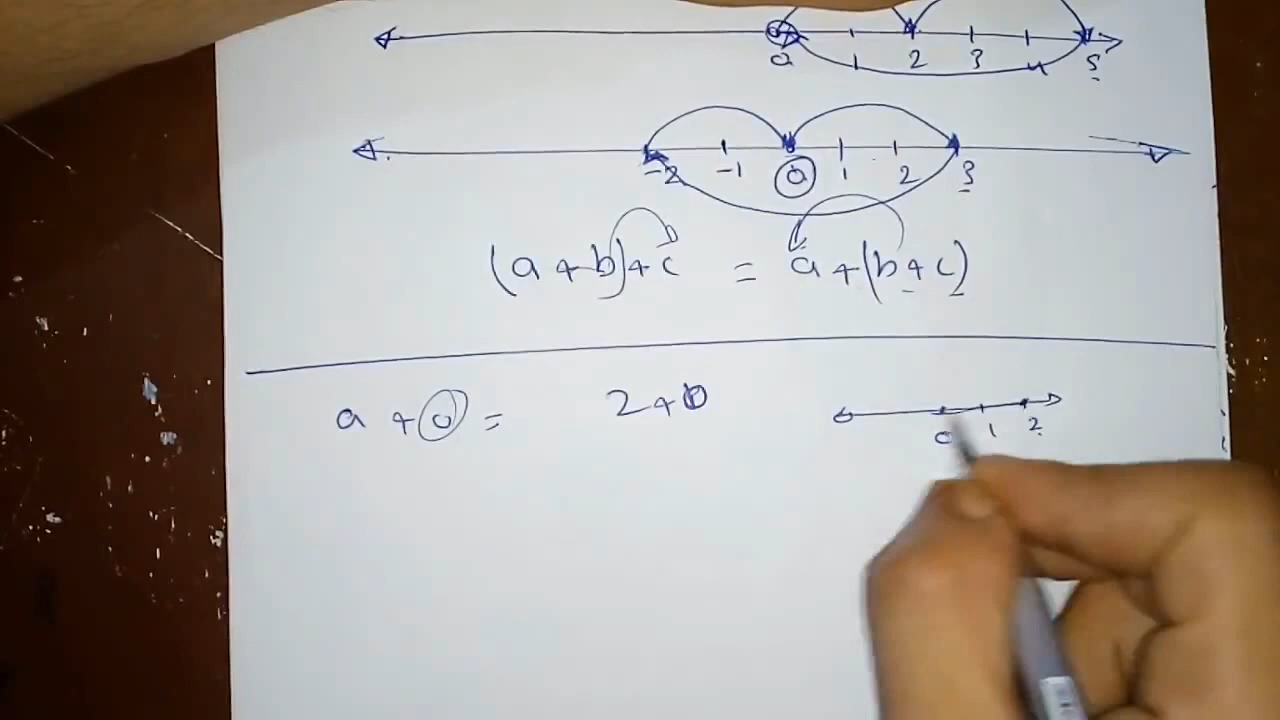 0 1 2 3 4 5
-2 -1 0 1 2 3
(a+b)+c = a+(b+c)
a+0= 2+0
0 1 2